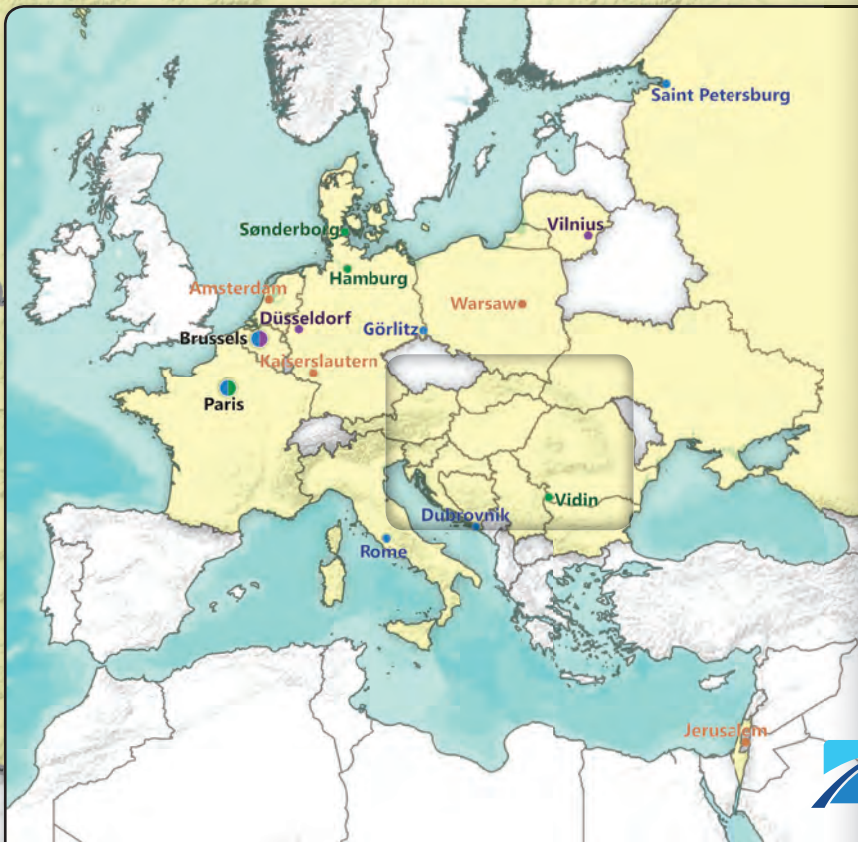 Saint Petersburg
Vilnius
Sønderborg
Hamburg
Amsterdam
Warsaw
Düsseldorf
Görlitz
Brussels
Kaiserslautern
Paris
Vidin
Dubrovnik
Rome
Jerusalem